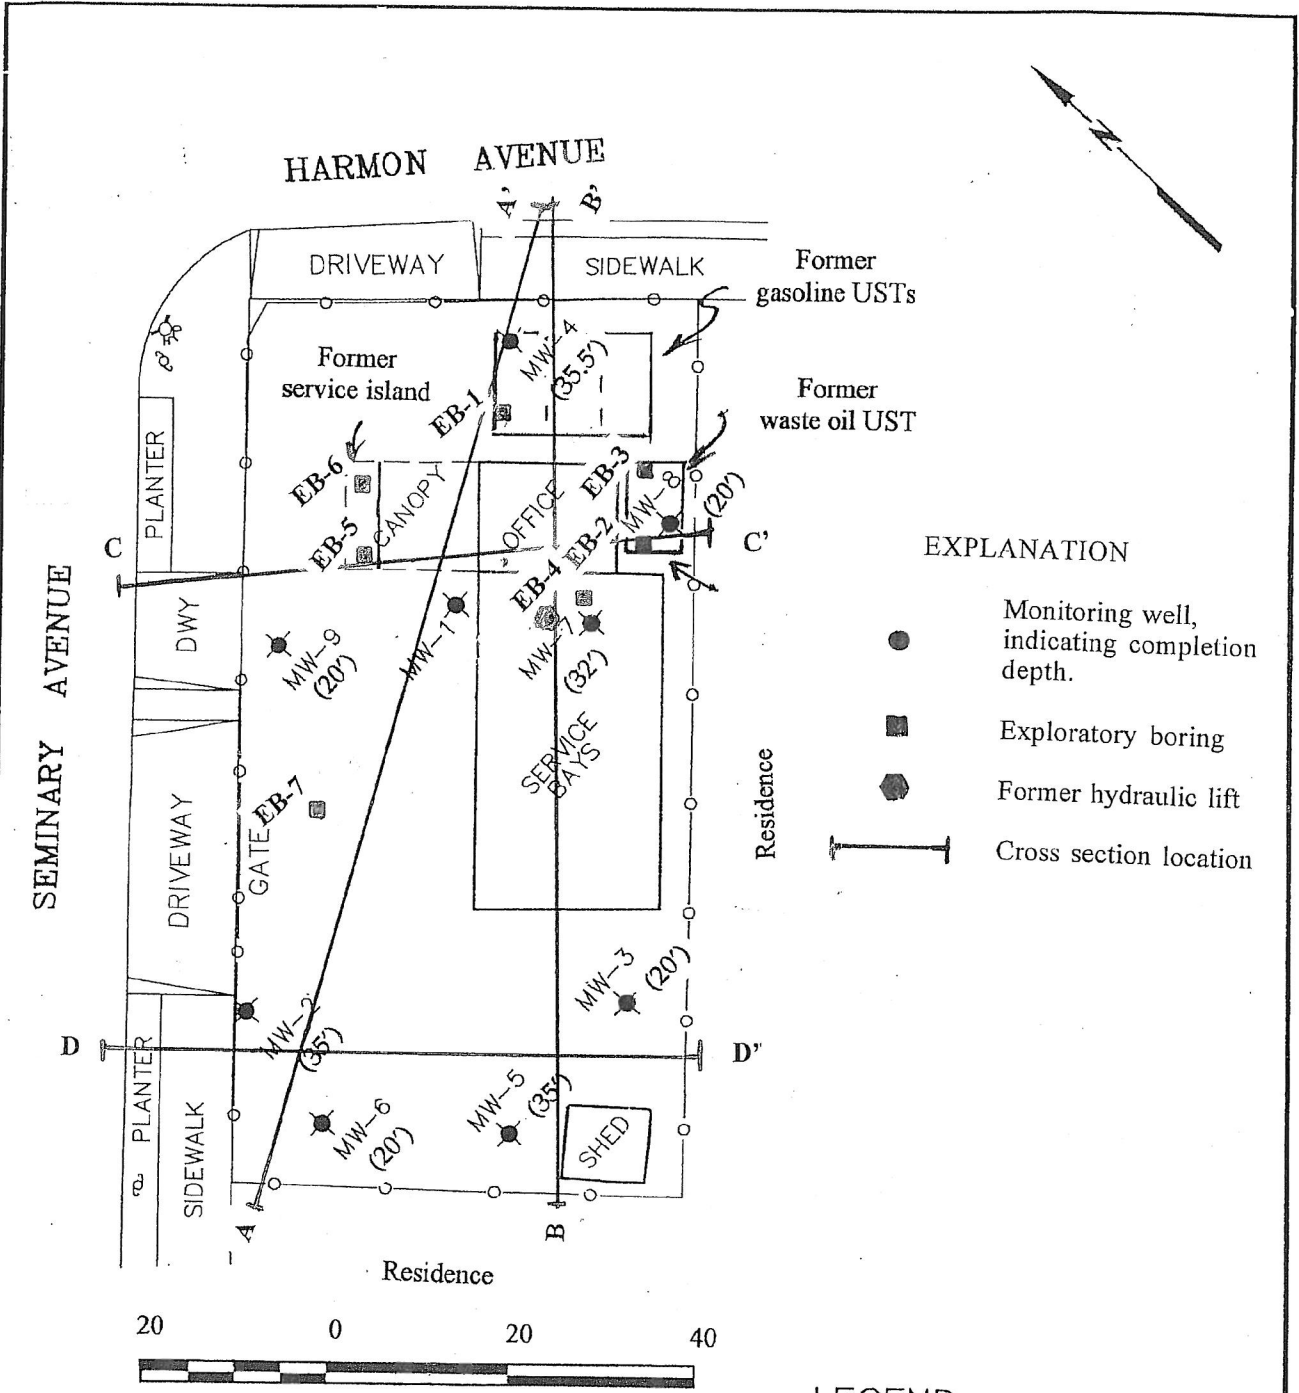 HARMON AVENUE
A'
B'
DRIVEWAY
SIDEWALK
Former
gasoline USTs
Former
service island
MW-4
(35.5')
EB-1
Former
waste oil UST
PLANTER
EB-6
CANOPY
OFFICE
EB-3
MW-8
(20')
EB-5
EB-2
C
C'
EB-4
DWY
MW-9
(20')
MW-1
MW-7
(32')
SEMINARY AVENUE
SERVICE
BAYS
EB-7
GATE
DRIVEWAY
Residence
MW-3
(20')
MW-2
(35')
D
D'
PLANTER
SIDEWALK
MW-6
(20')
MW-5
(35')
SHED
A
B
Residence
20 0 20 40
N
EXPLANATION
Monitoring well,
indicating completion
depth.
Exploratory boring
Former hydraulic lift
Cross section location
LEGEND